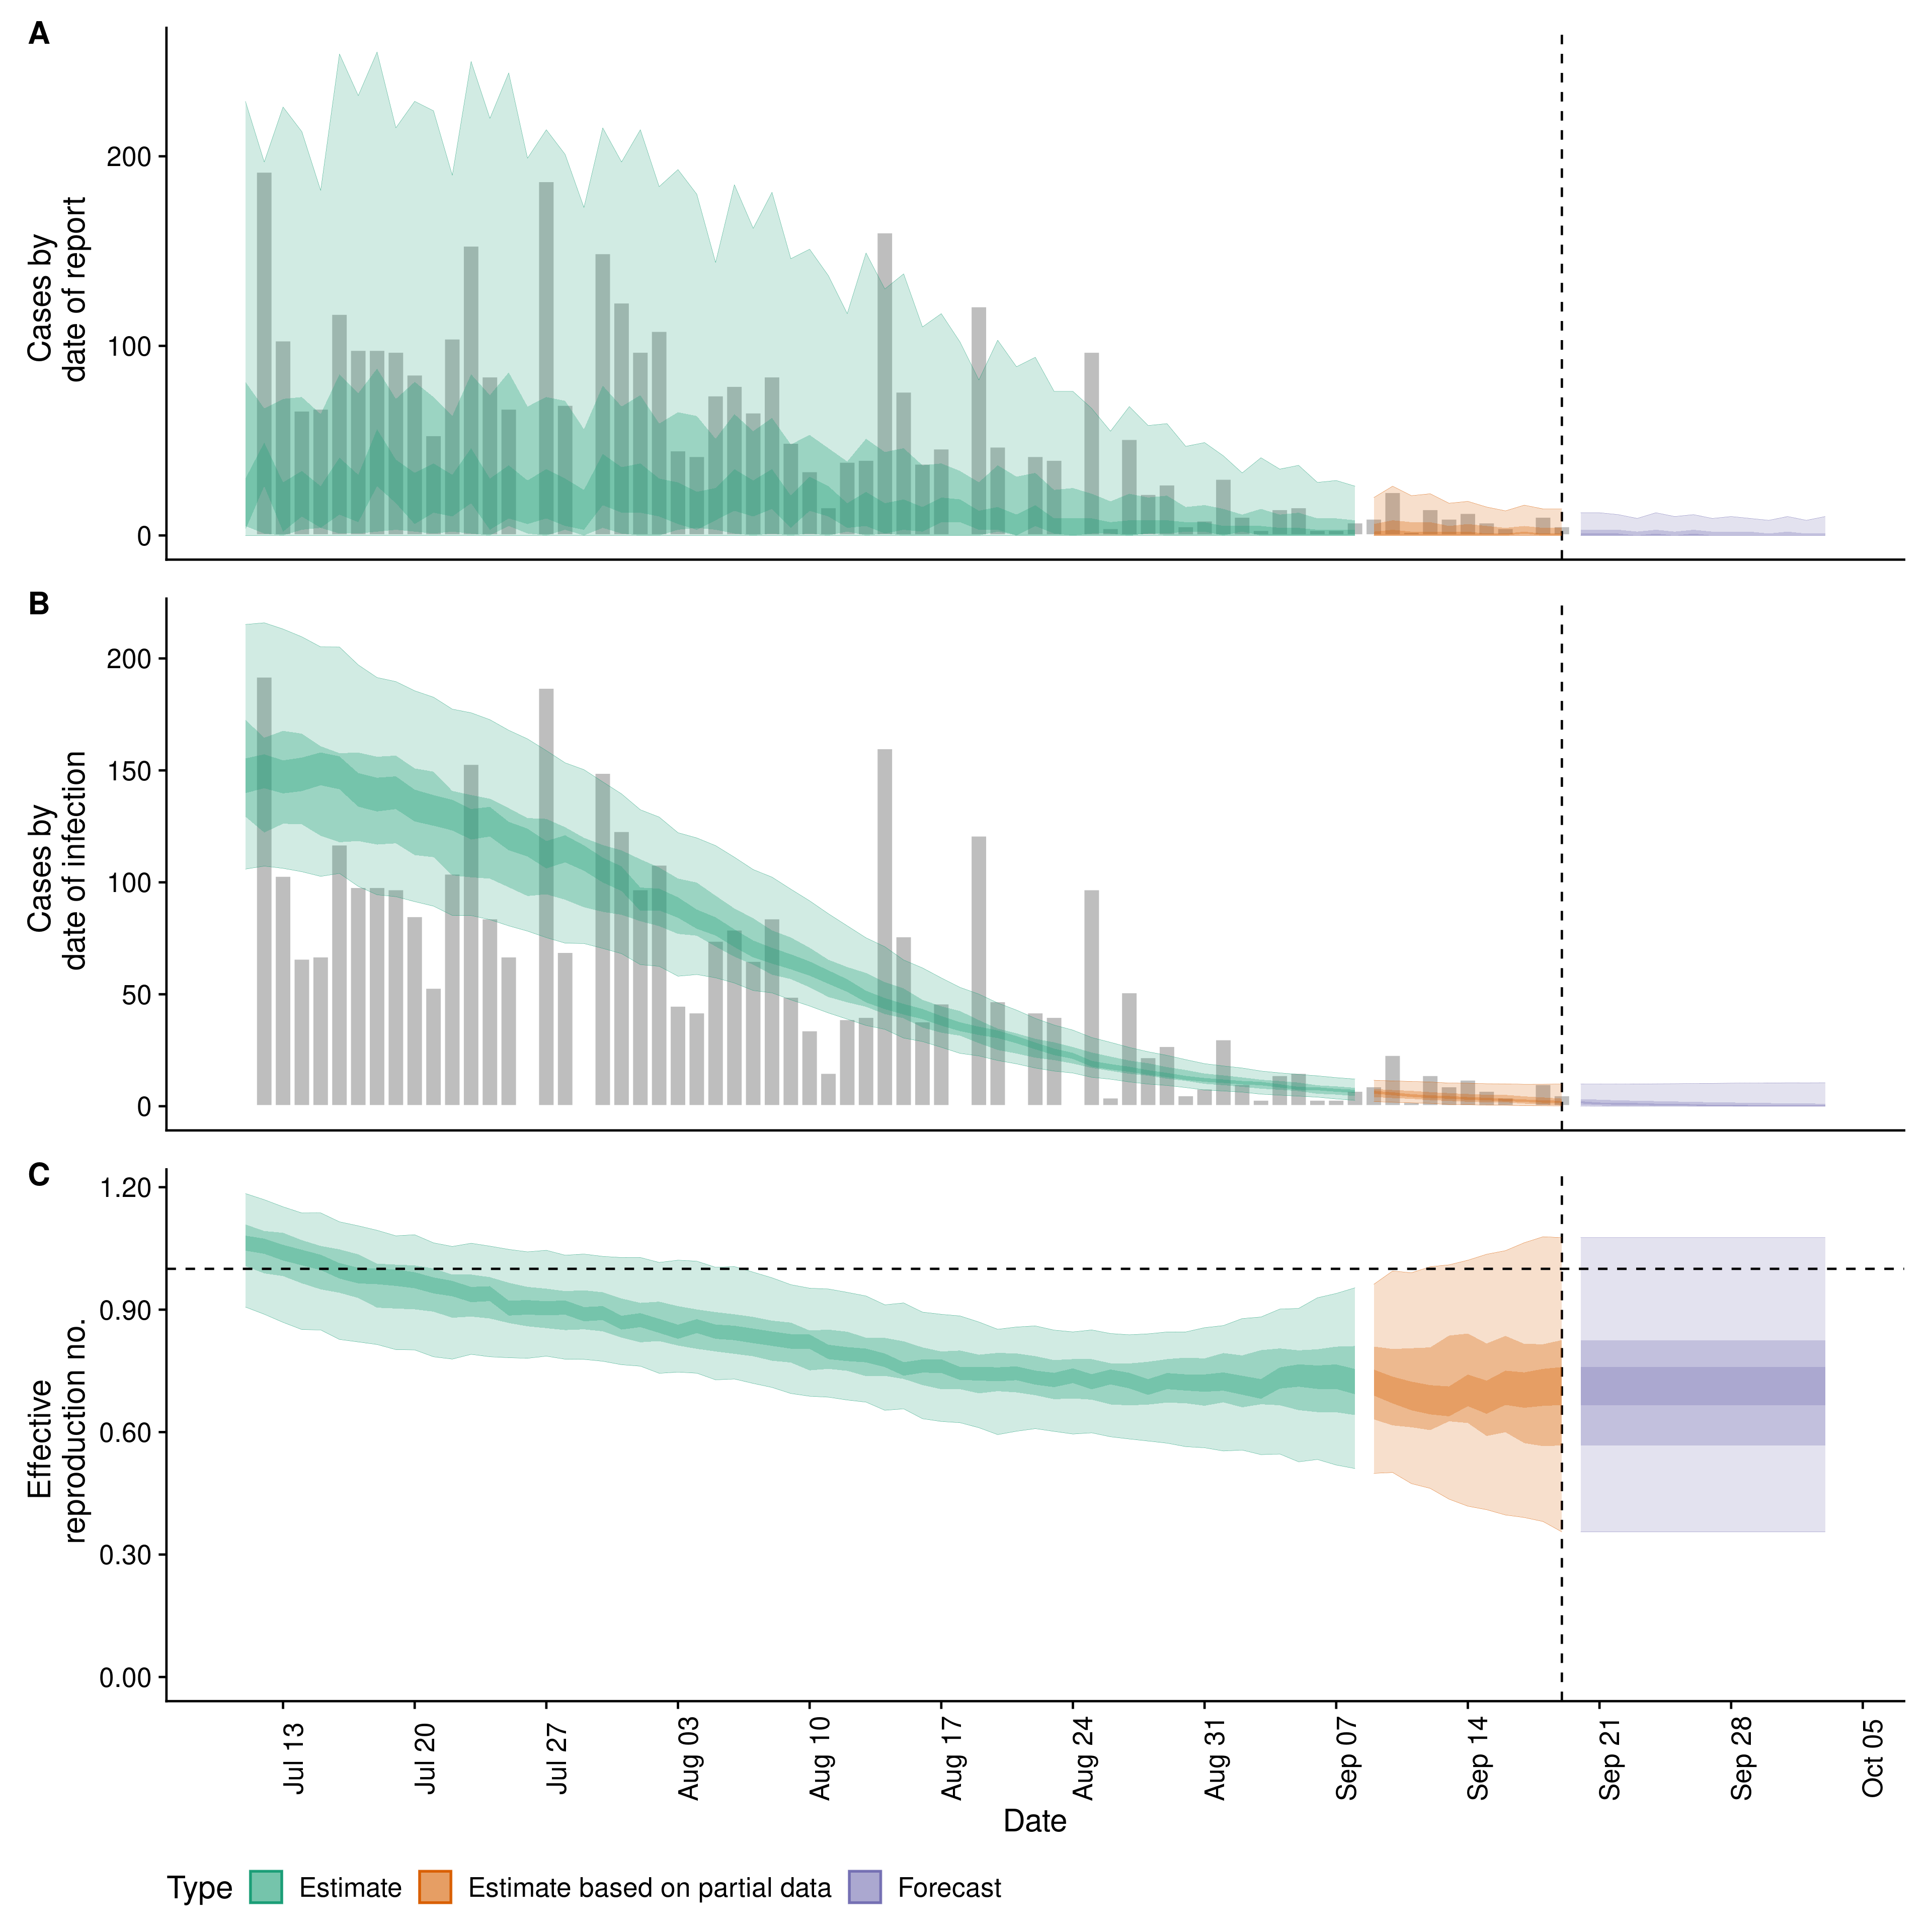 A
Cases by
date of report
200
100
0
B
Cases by
date of infection
200
150
100
50
0
C
Effective
reproduction no.
1.20
0.90
0.60
0.30
0.00
Jul 13
Jul 20
Jul 27
Aug 03
Aug 10
Aug 17
Aug 24
Aug 31
Sep 07
Sep 14
Sep 21
Sep 28
Oct 05
Date
Type Estimate Estimate based on partial data Forecast